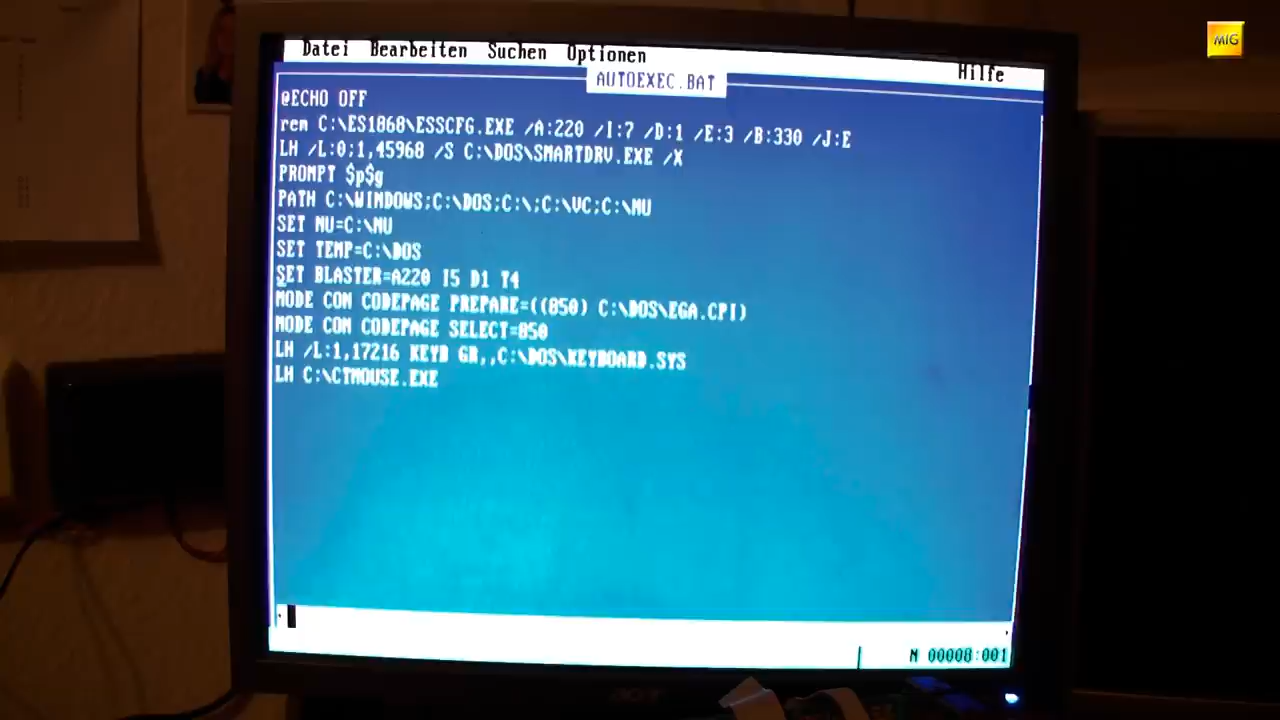 MIG
Datei Bearbeiten Suchen Optionen Hilfe
AUTOEXEC.BAT
@ECHO OFF
rem C:\ES1868\ESSCFG.EXE /A:220 /I:7 /D:1 /E:3 /B:330 /J:E
LH /L:0;1,45968 /S C:\DOS\SMARTDRV.EXE /X
PROMPT $p$g
PATH C:\WINDOWS;C:\DOS;C:\;C:\VC;C:\NU
SET NU=C:\NU
SET TEMP=C:\DOS
SET BLASTER=A220 I5 D1 T4
MODE CON CODEPAGE PREPARE=((850) C:\DOS\EGA.CPI)
MODE CON CODEPAGE SELECT=850
LH /L:1,17216 KEYB GR,,C:\DOS\KEYBOARD.SYS
LH C:\CTMOUSE.EXE
N 00008:001
acer